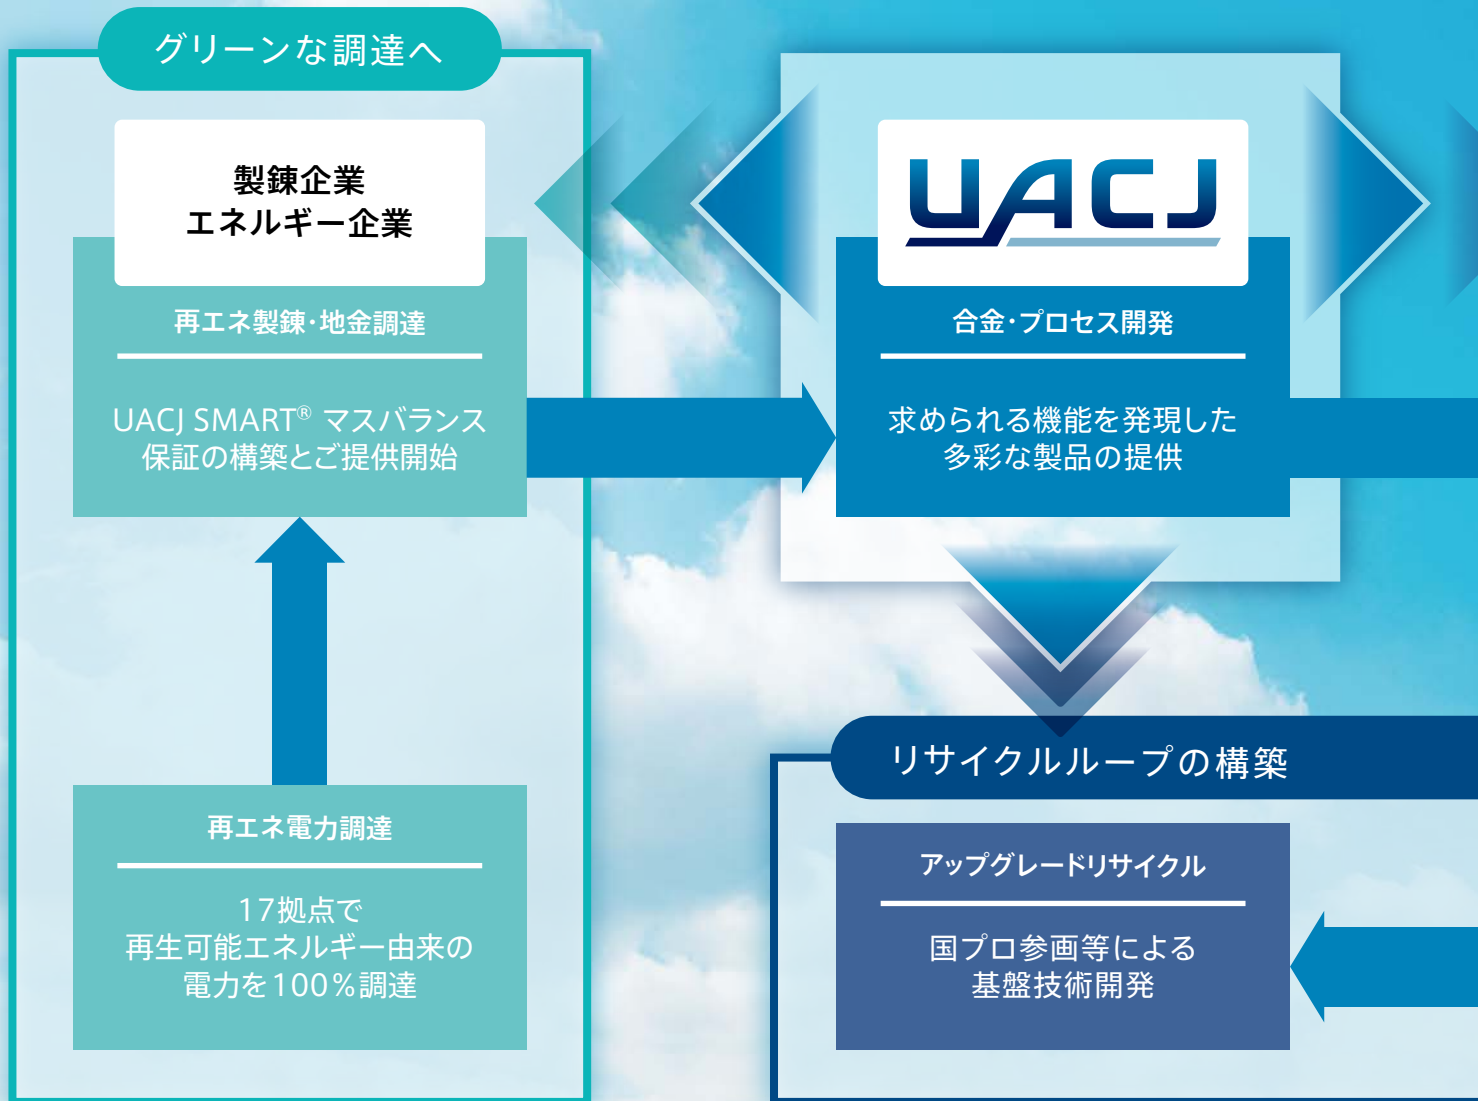 グリーンな調達へ
製錬企業
エネルギー企業
再エネ製錬・地金調達
UACJ SMART® マスバランス
保証の構築とご提供開始
再エネ電力調達
17拠点で
再生可能エネルギー由来の
電力を100%調達
UACJ
合金・プロセス開発
求められる機能を発現した
多彩な製品の提供
リサイクルループの構築
アップグレードリサイクル
国プロ参画等による
基盤技術開発